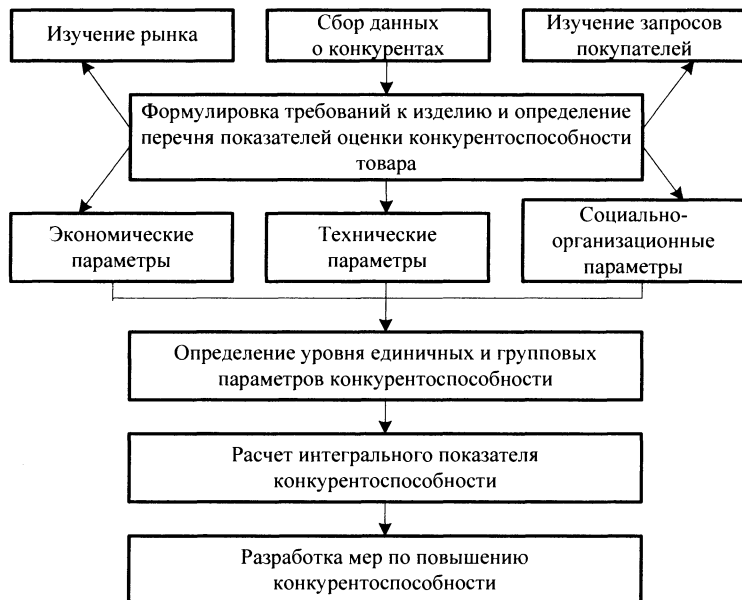 Изучение рынка
Сбор данных
о конкурентах
Изучение запросов
покупателей
Формулировка требований к изделию и определение
перечня показателей оценки конкурентоспособности
товара
Экономические
параметры
Технические
параметры
Социально-
организационные
параметры
Определение уровня единичных и групповых
параметров конкурентоспособности
Расчет интегрального показателя
конкурентоспособности
Разработка мер по повышению
конкурентоспособности